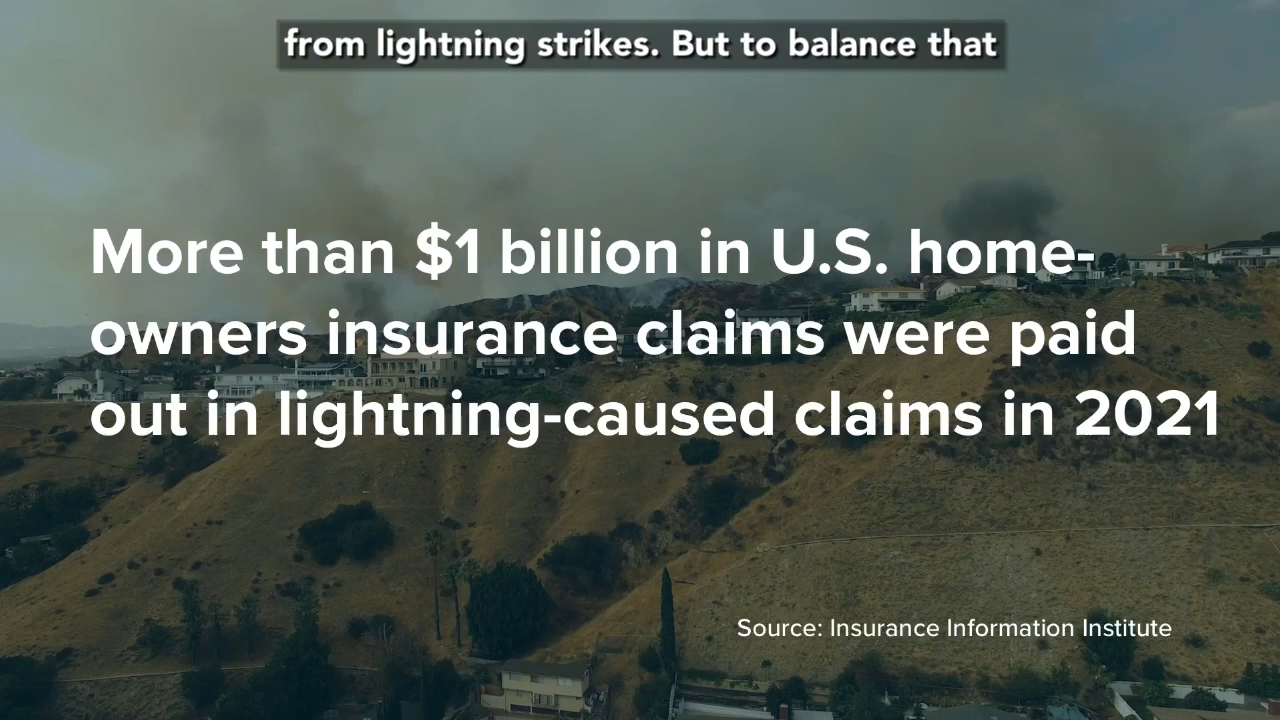 from lightning strikes. But to balance that
More than $1 billion in U.S. home-
owners insurance claims were paid
out in lightning-caused claims in 2021
Source: Insurance Information Institute